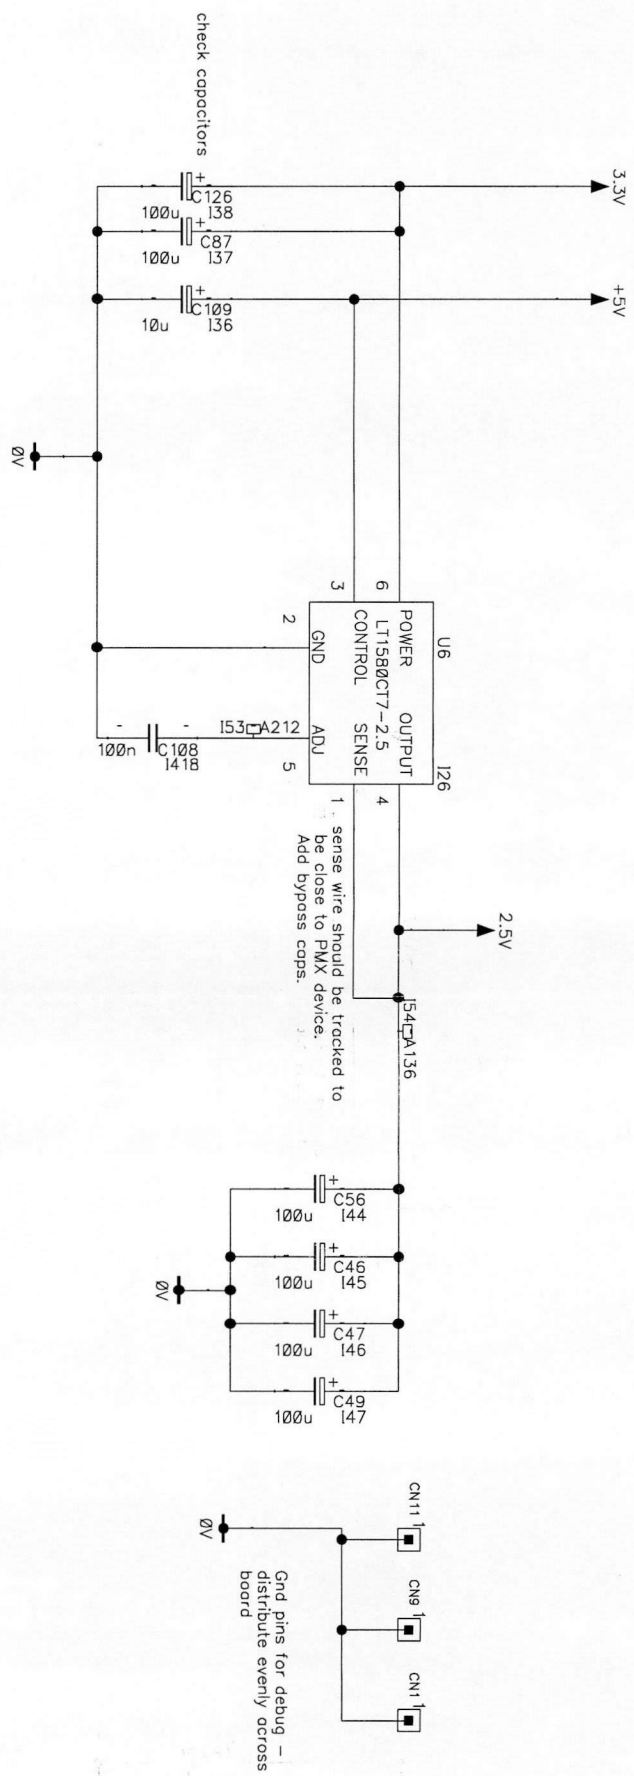 check capacitors
3.3V
+
C126
100u I38
+
C87
100u I37
+5V
+
C109
10u I36
0V
U6
I26
6
POWER
3
CONTROL
LT1580CT7-2.5
2
GND
OUTPUT
4
SENSE
1
ADJ
5
I53 A212
100n C108
I418
sense wire should be tracked to
be close to PMX device.
Add bypass caps.
2.5V
I54 A136
+
C56
100u I44
+
C46
100u I45
+
C47
100u I46
+
C49
100u I47
0V
CN11 1
CN9 1
CN1 1
0V
Gnd pins for debug –
distribute evenly across
board